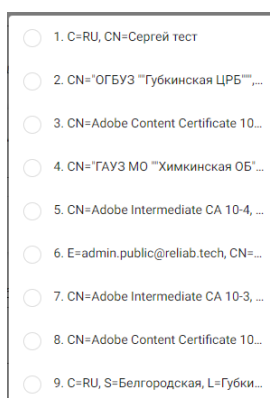 1. C=RU, CN=Сергей тест
2. CN="ОГБУЗ ""Губкинская ЦРБ""",...
3. CN=Adobe Content Certificate 10...
4. CN="ГАУЗ МО ""Химкинская ОБ"...
5. CN=Adobe Intermediate CA 10-4, ...
6. E=admin.public@reliab.tech, CN=...
7. CN=Adobe Intermediate CA 10-3, ...
8. CN=Adobe Content Certificate 10...
9. C=RU, S=Белгородская, L=Губки...